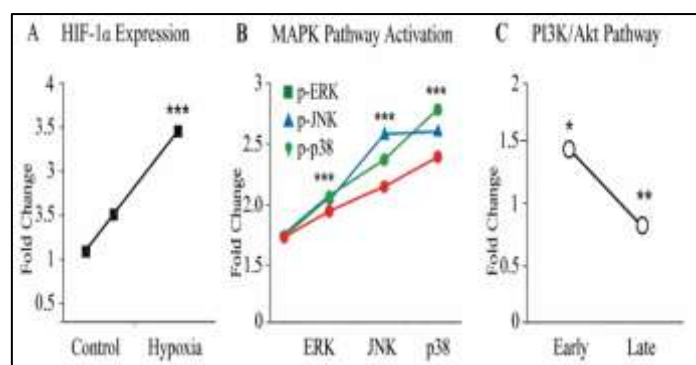 A HIF-1α Expression
Fold Change
4
3.5
3
3.5
1
0.5
***
Control Hypoxia
B MAPK Pathway Activation
Fold Change
3
2.5
2.0
1.5
0
p-ERK
p-JNK
p-p38
***
***
***
ERK JNK p38
C PI3K/Akt Pathway
Fold Change
2
1.5
1
0.5
0
*
**
Early Late